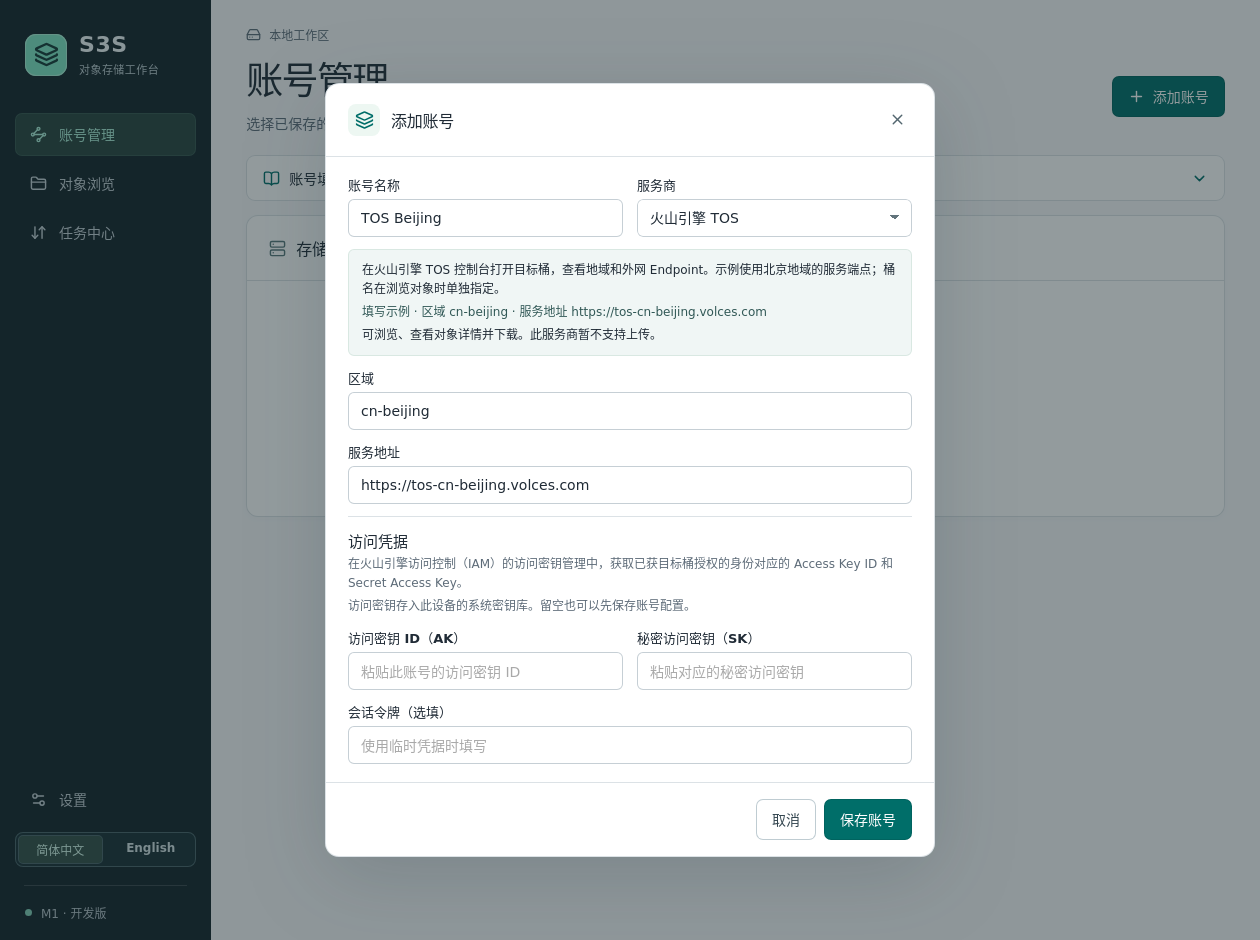 S3S
对象存储工作台
账号管理
对象浏览
任务中心
设置
简体中文
English
M1 · 开发版
本地工作区
账号管理
选择已保存的
添加账号
账号
存储
添加账号
账号名称
服务商
TOS Beijing
火山引擎 TOS
在火山引擎 TOS 控制台打开目标桶，查看地域和外网 Endpoint。示例使用北京地域的服务端点；桶
名在浏览对象时单独指定。
填写示例 · 区域 cn-beijing · 服务地址 https://tos-cn-beijing.volces.com
可浏览、查看对象详情并下载。此服务商暂不支持上传。
区域
cn-beijing
服务地址
https://tos-cn-beijing.volces.com
访问凭据
在火山引擎访问控制（IAM）的访问密钥管理中，获取已获目标桶授权的身份对应的 Access Key ID 和
Secret Access Key。
访问密钥存入此设备的系统密钥库。留空也可以先保存账号配置。
访问密钥 ID（AK）
秘密访问密钥（SK）
粘贴此账号的访问密钥 ID
粘贴对应的秘密访问密钥
会话令牌（选填）
使用临时凭据时填写
取消
保存账号